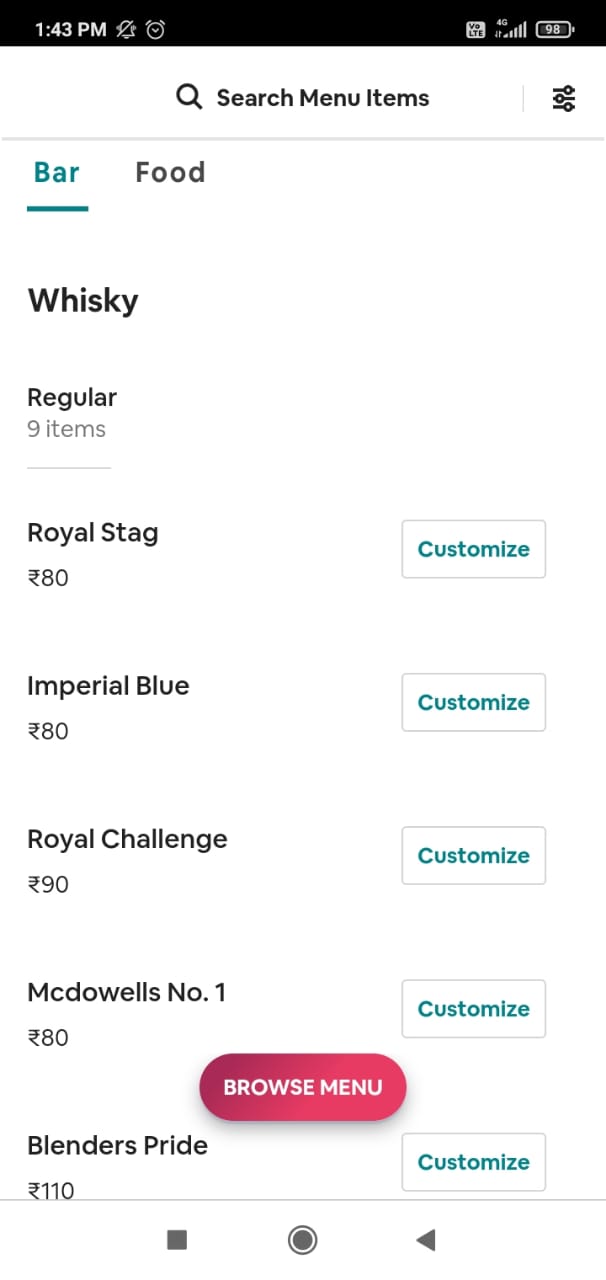 1:43 PM
Vo LTE 4G 98
Search Menu Items
Bar Food
Whisky
Regular
9 items
Royal Stag
Customize
₹80
Imperial Blue
Customize
₹80
Royal Challenge
Customize
₹90
Mcdowells No. 1
Customize
₹80
BROWSE MENU
Blenders Pride
Customize
₹110